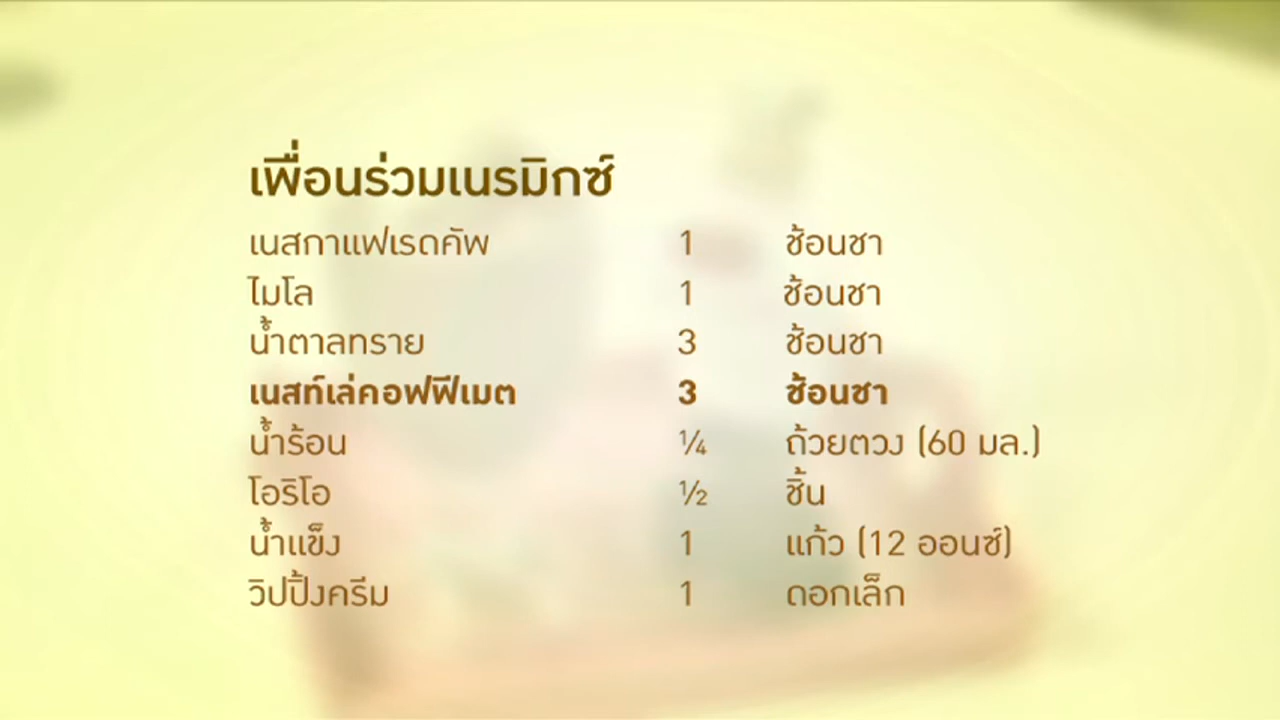 เพื่อนร่วมเนรมิกซ์
เนสกาแฟเรดคัพ 1 ช้อนชา
ไมโล 1 ช้อนชา
น้ำตาลทราย 3 ช้อนชา
เนสท์เล่คอฟฟีเมต 3 ช้อนชา
น้ำร้อน ¼ ถ้วยตวง (60 มล.)
โอริโอ ½ ชิ้น
น้ำแข็ง 1 แก้ว (12 ออนซ์)
วิปปิ้งครีม 1 ดอกเล็ก